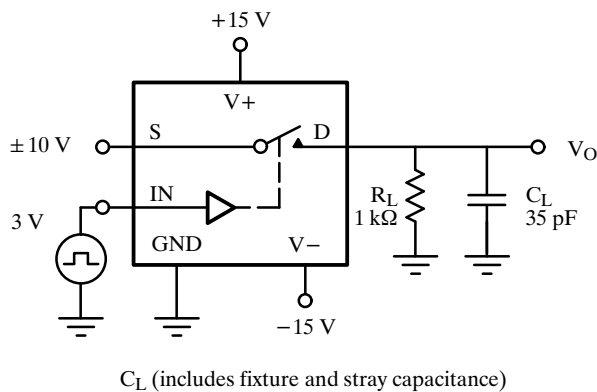 +15 V
V+
±10 V
S
D
V_O
3 V
IN
GND
V−
R_L
1 kΩ
C_L
35 pF
−15 V
C_L (includes fixture and stray capacitance)